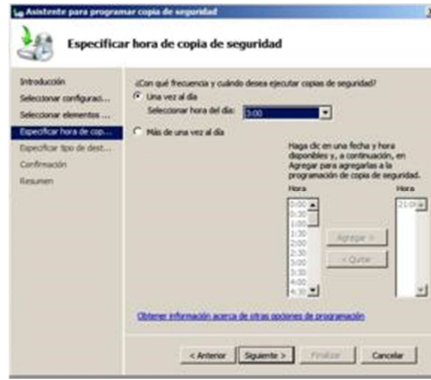 Asistente para programar copia de seguridad
Especificar hora de copia de seguridad
Introducción
Seleccionar configuraci...
Seleccionar elementos ...
Especificar hora de cop...
Especificar tipo de dest...
Confirmación
Resumen
¿Con qué frecuencia y cuándo desea ejecutar copias de seguridad?
Una vez al día
Seleccionar hora del día:
3:00
Más de una vez al día
Haga clic en una fecha y hora
disponibles y, a continuación, en
Agregar para agregarlas a la
programación de copia de seguridad.
Hora
Hora
0:00
0:30
1:00
1:30
2:00
2:30
3:00
3:30
4:00
4:30
Agregar >
< Quitar
21:00
Obtener información acerca de otras opciones de programación
< Anterior
Siguiente >
Finalizar
Cancelar